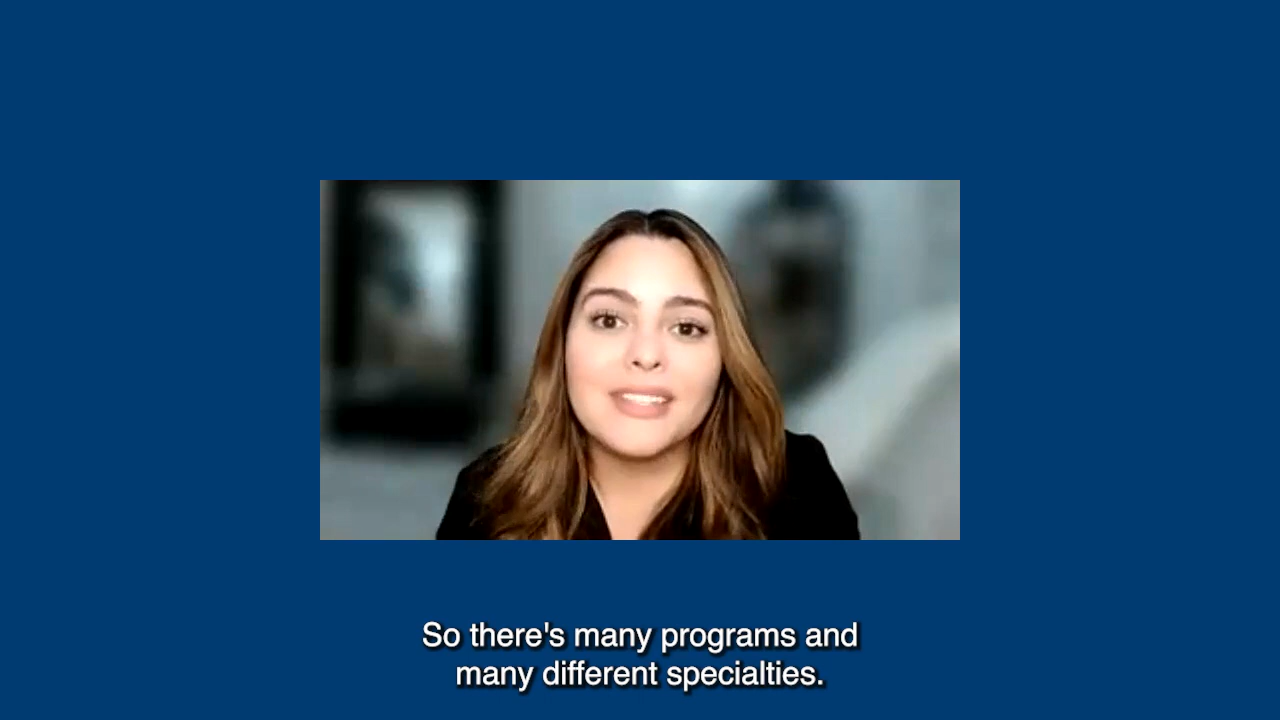 So there's many programs and
many different specialties.